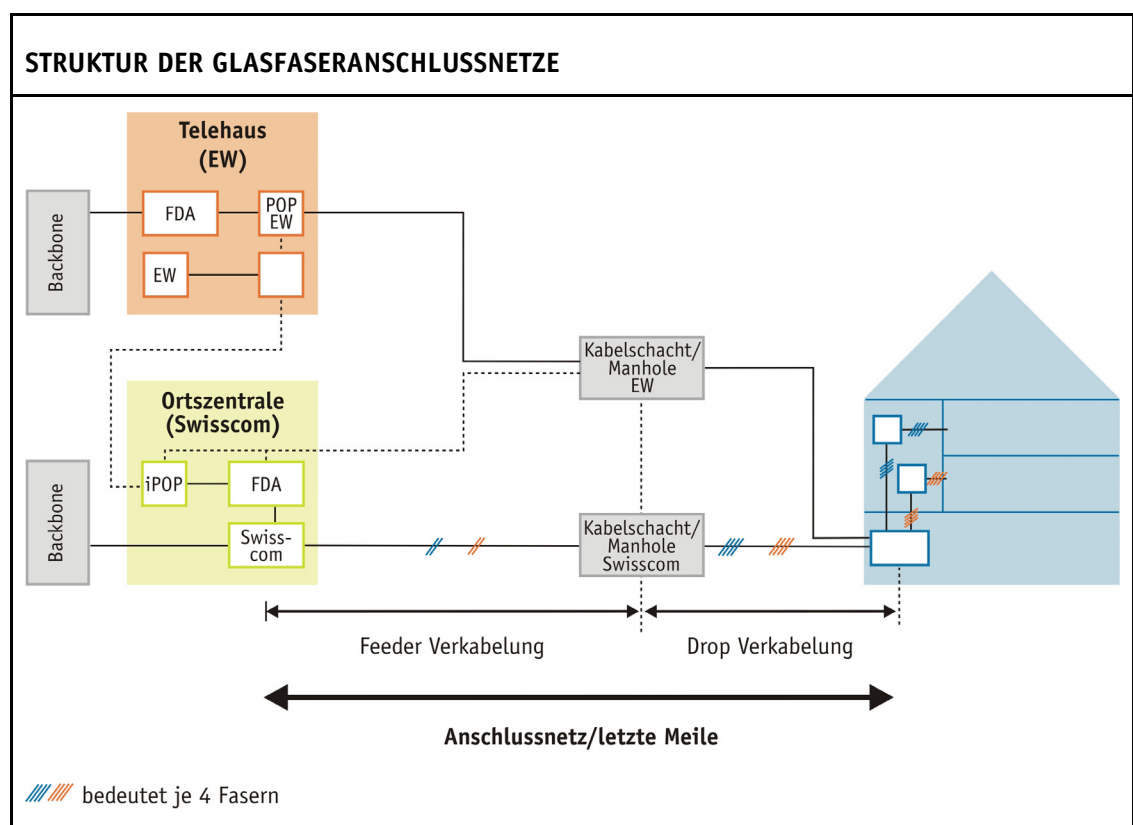 STRUKTUR DER GLASFASERANSCHLUSSNETZE
Telehaus
(EW)
Backbone
FDA
POP
EW
EW
Kabelschacht/
Manhole
EW
Ortszentrale
(Swisscom)
Backbone
iPOP
FDA
Swiss-
com
Kabelschacht/
Manhole
Swisscom
Feeder Verkabelung
Drop Verkabelung
Anschlussnetz/letzte Meile
bedeutet je 4 Fasern